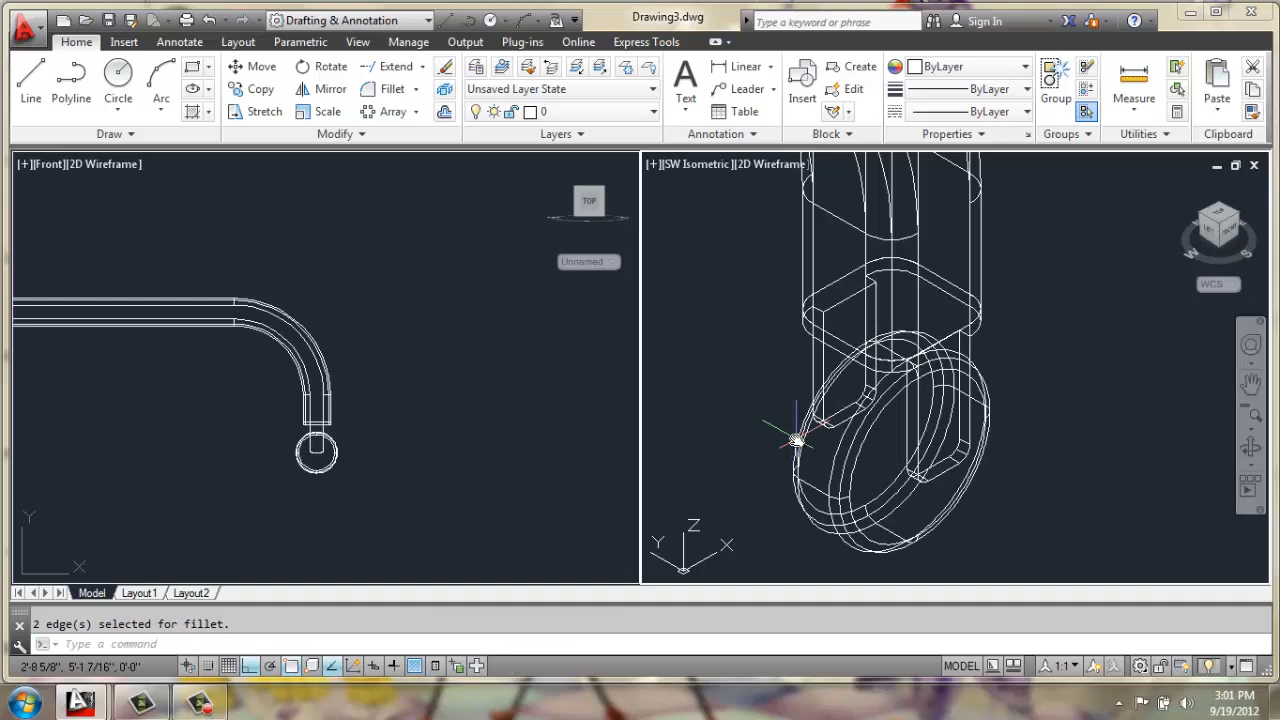 Drafting & Annotation
Drawing3.dwg
Type a keyword or phrase
Sign In
Home
Insert
Annotate
Layout
Parametric
View
Manage
Output
Plug-ins
Online
Express Tools
Line
Polyline
Circle
Arc
Draw
Move
Rotate
Extend
Copy
Mirror
Fillet
Stretch
Scale
Array
Modify
Unsaved Layer State
0
Layers
Text
Linear
Leader
Table
Annotation
Insert
Create
Edit
Block
ByLayer
ByLayer
ByLayer
Properties
Group
Groups
Measure
Utilities
Paste
Clipboard
[+][Front][2D Wireframe]
TOP
Unnamed
Y
X
[+][SW Isometric][2D Wireframe]
TOP
LEFT
FRONT
W
S
WCS
Z
Y
X
Model
Layout1
Layout2
2 edge(s) selected for fillet.
Type a command
2'-8 5/8", 5'-1 7/16", 0'-0"
MODEL
1:1
3:01 PM
9/19/2012